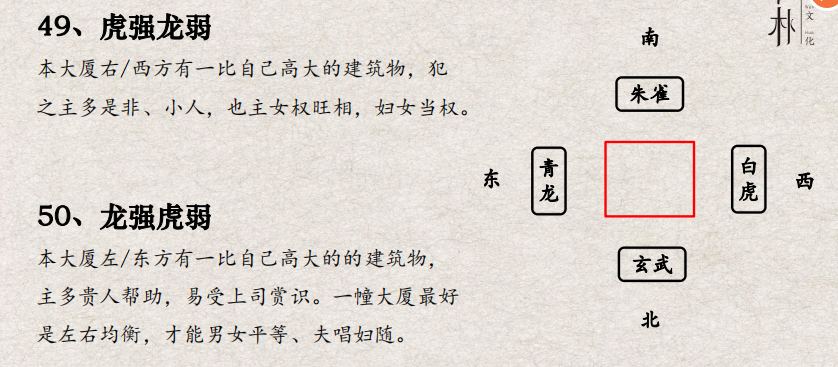 49、虎强龙弱
本大厦右/西方有一比自己高大的建筑物，犯
之主多是非、小人，也主女权旺相，妇女当权。
50、龙强虎弱
本大厦左/东方有一比自己高大的的建筑物，
主多贵人帮助，易受上司赏识。一幢大厦最好
是左右均衡，才能男女平等、夫唱妇随。
南
朱雀
东
青龙
白虎
西
玄武
北
文化